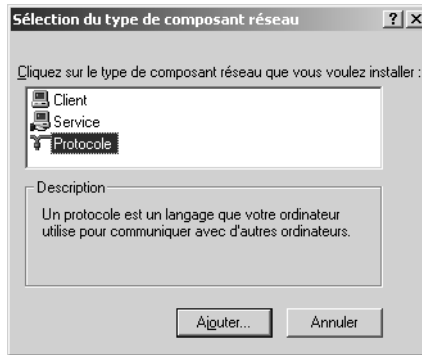 Sélection du type de composant réseau
Cliquez sur le type de composant réseau que vous voulez installer :
Client
Service
Protocole
Description
Un protocole est un langage que votre ordinateur
utilise pour communiquer avec d'autres ordinateurs.
Ajouter... Annuler